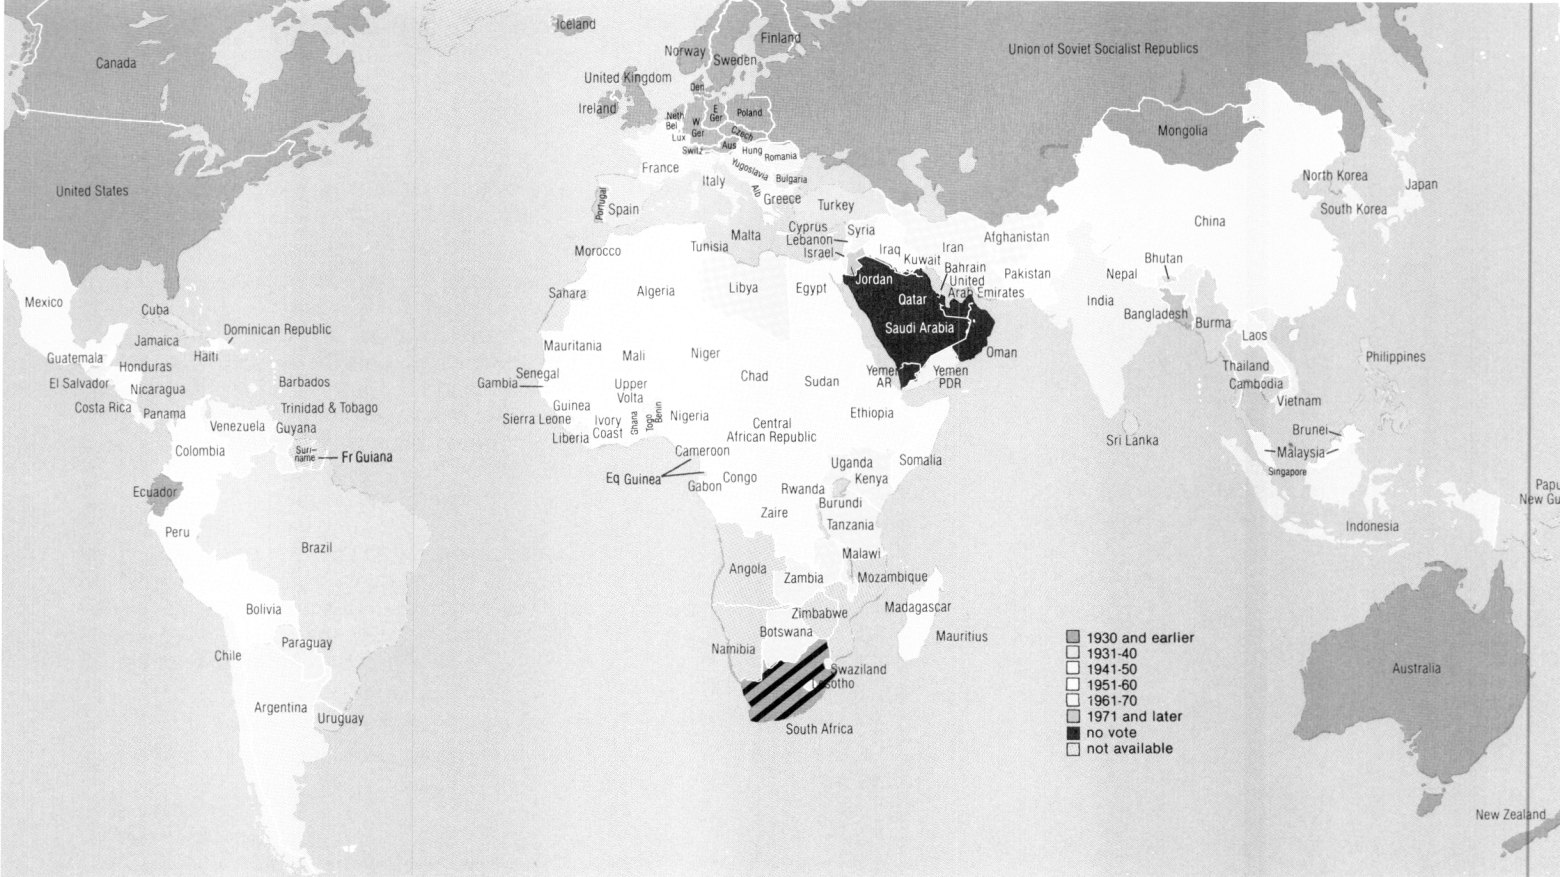 Iceland
Canada
Norway
Sweden
Finland
Union of Soviet Socialist Republics
United Kingdom
Ireland
Den
Neth
Bel
Lux
W
Ger
E
Ger
Poland
Czech
Aus
Hung
Romania
Switz
France
Italy
Yugoslavia
Bulgaria
Alb
Greece
Turkey
Portugal
Spain
Malta
Cyprus
Lebanon
Israel
Syria
Iraq
Kuwait
Iran
Afghanistan
Mongolia
North Korea
South Korea
Japan
China
United States
Morocco
Tunisia
Jordan
Bahrain
United
Arab Emirates
Qatar
Saudi Arabia
Oman
Pakistan
Nepal
Bhutan
India
Bangladesh
Burma
Laos
Thailand
Cambodia
Vietnam
Philippines
Mexico
Cuba
Dominican Republic
Jamaica
Haiti
Guatemala
Honduras
El Salvador
Nicaragua
Costa Rica
Panama
Barbados
Trinidad & Tobago
Venezuela
Guyana
Colombia
Suri-
name
Fr Guiana
Ecuador
Peru
Brazil
Bolivia
Paraguay
Chile
Argentina
Uruguay
Sahara
Algeria
Libya
Egypt
Mauritania
Mali
Niger
Chad
Sudan
Yemen
AR
Yemen
PDR
Senegal
Gambia
Upper
Volta
Guinea
Sierra Leone
Ivory
Coast
Liberia
Ghana
Togo
Benin
Nigeria
Central
African Republic
Ethiopia
Cameroon
Eq Guinea
Gabon
Congo
Uganda
Kenya
Somalia
Rwanda
Burundi
Zaire
Tanzania
Malawi
Angola
Zambia
Mozambique
Zimbabwe
Madagascar
Mauritius
Botswana
Namibia
Swaziland
Lesotho
South Africa
Sri Lanka
Brunei
Malaysia
Singapore
Indonesia
Papu
New Gu
Australia
New Zealand
1930 and earlier
1931-40
1941-50
1951-60
1961-70
1971 and later
no vote
not available